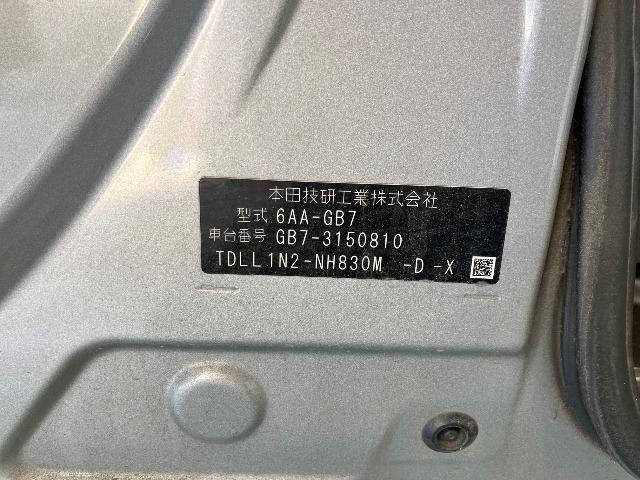 本田技研工業株式会社
型式 6AA-GB7
車台番号 GB7-3150810
TDLL1N2-NH830M -D-X